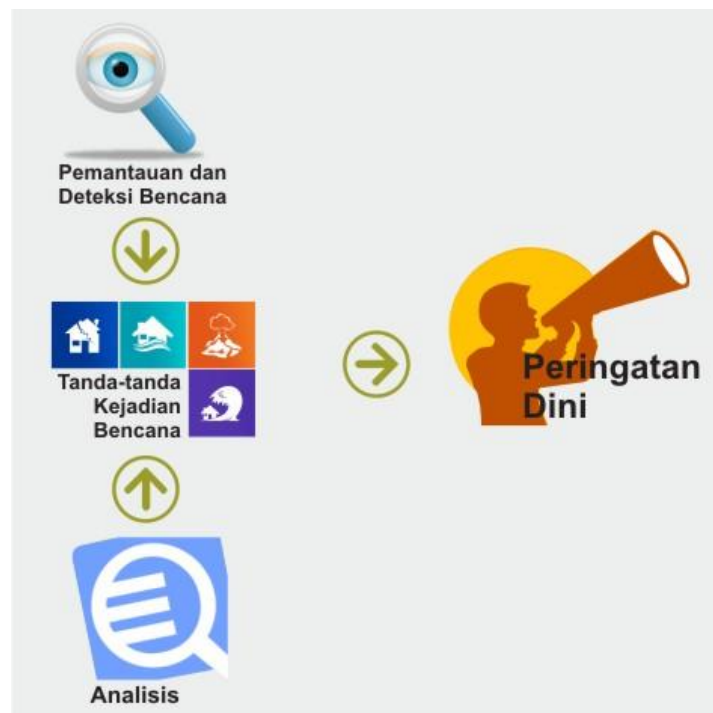 Pemantauan dan
Deteksi Bencana
Tanda-tanda
Kejadian
Bencana
Peringatan
Dini
Analisis